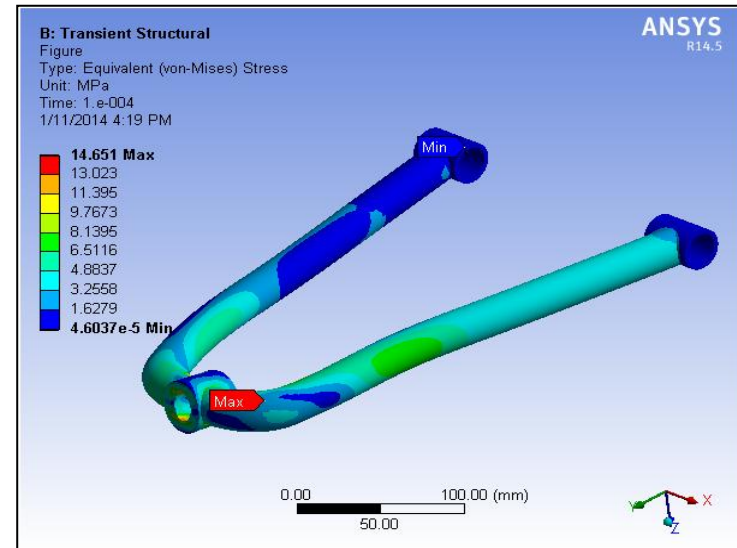 B: Transient Structural
Figure
Type: Equivalent (von-Mises) Stress
Unit: MPa
Time: 1.e-004
1/11/2014 4:19 PM
ANSYS
R14.5
14.651 Max
13.023
11.395
9.7673
8.1395
6.5116
4.8837
3.2558
1.6279
4.6037e-5 Min
Min
Max
0.00 100.00 (mm)
50.00
Y X
Z